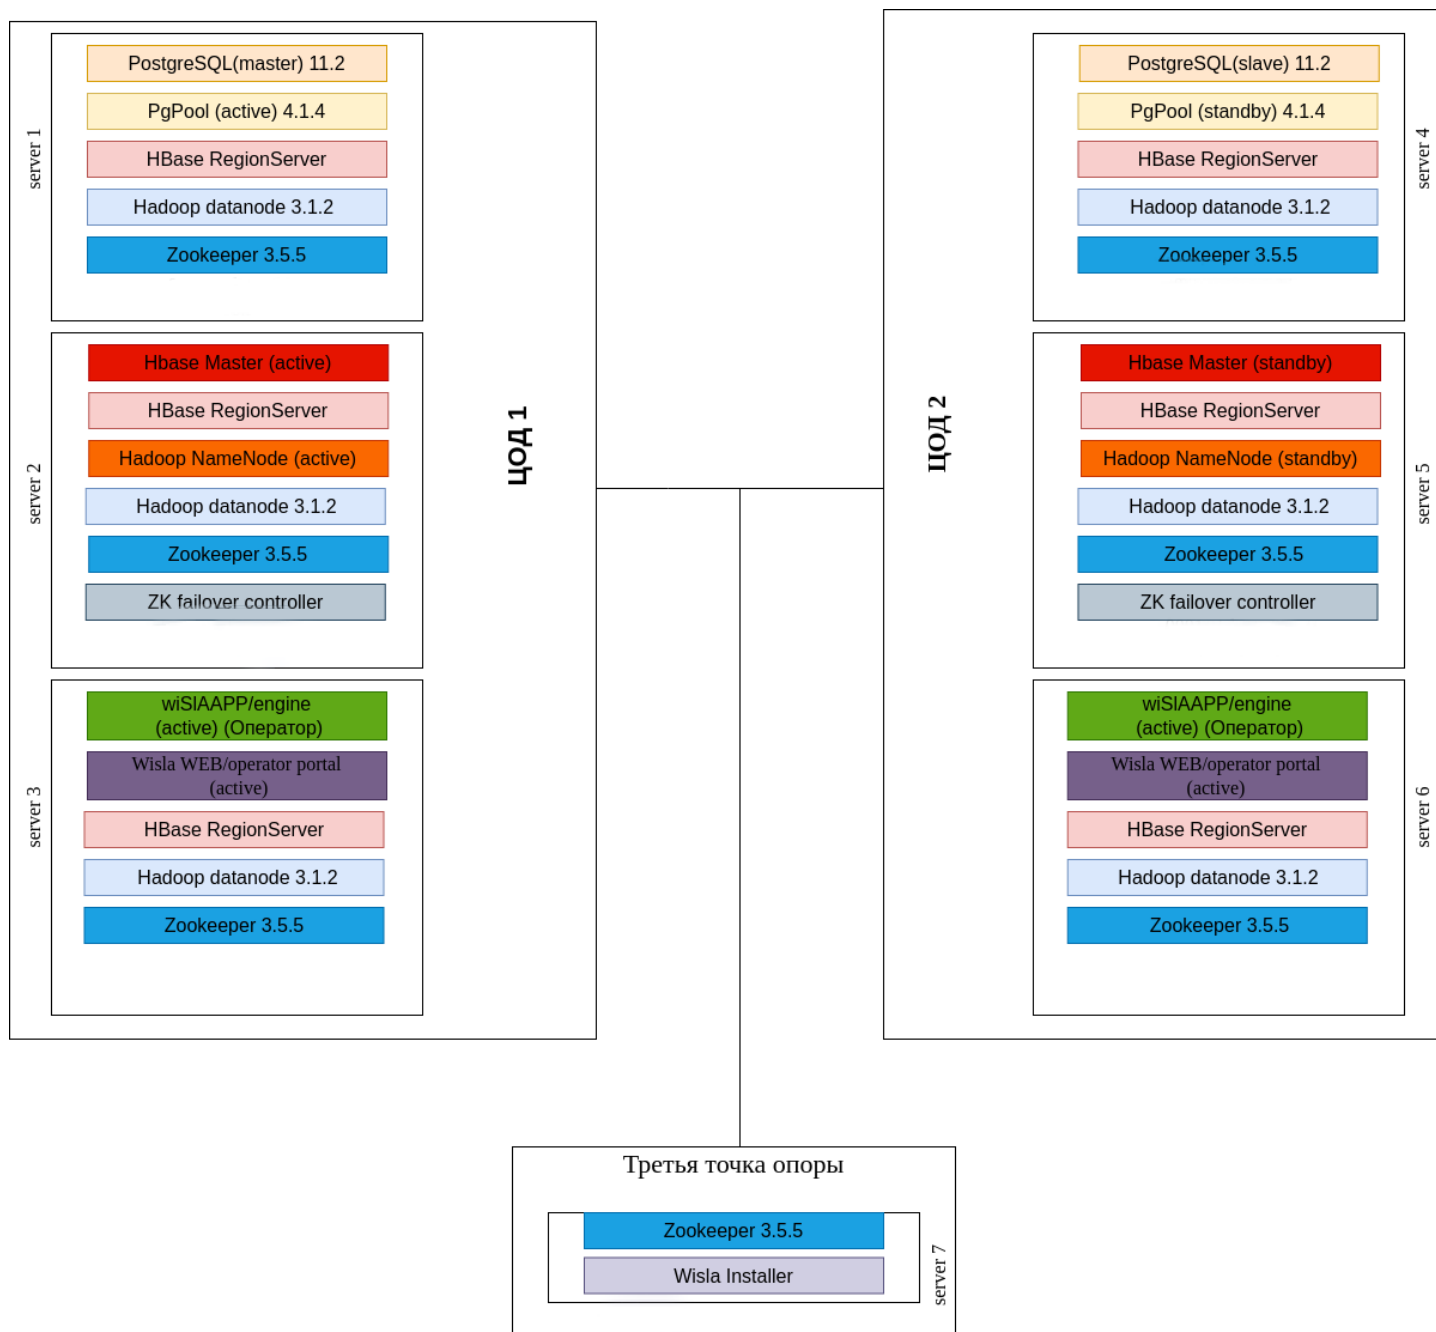 server 1
PostgreSQL(master) 11.2
PgPool (active) 4.1.4
HBase RegionServer
Hadoop datanode 3.1.2
Zookeeper 3.5.5
server 2
Hbase Master (active)
HBase RegionServer
Hadoop NameNode (active)
Hadoop datanode 3.1.2
Zookeeper 3.5.5
ZK failover controller
server 3
wiSlAAPP/engine
(active) (Оператор)
Wisla WEB/operator portal
(active)
HBase RegionServer
Hadoop datanode 3.1.2
Zookeeper 3.5.5
ЦОД 1
ЦОД 2
PostgreSQL(slave) 11.2
PgPool (standby) 4.1.4
HBase RegionServer
Hadoop datanode 3.1.2
Zookeeper 3.5.5
server 4
Hbase Master (standby)
HBase RegionServer
Hadoop NameNode (standby)
Hadoop datanode 3.1.2
Zookeeper 3.5.5
ZK failover controller
server 5
wiSlAAPP/engine
(active) (Оператор)
Wisla WEB/operator portal
(active)
HBase RegionServer
Hadoop datanode 3.1.2
Zookeeper 3.5.5
server 6
Третья точка опоры
Zookeeper 3.5.5
Wisla Installer
server 7